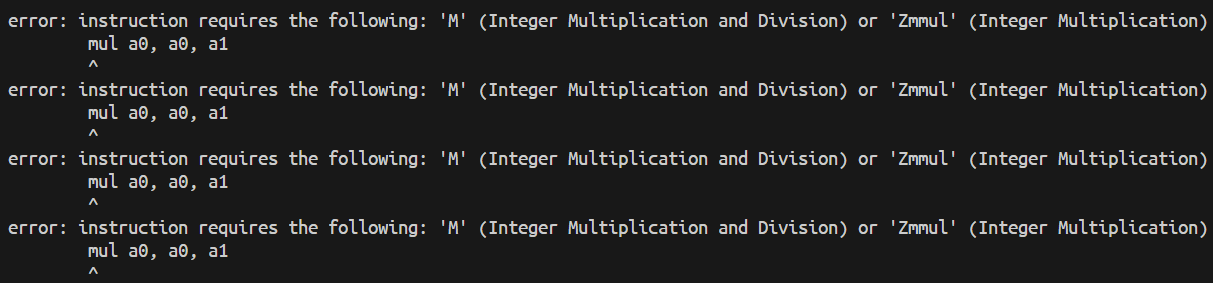 error: instruction requires the following: 'M' (Integer Multiplication and Division) or 'Zmmul' (Integer Multiplication)
        mul a0, a0, a1
        ^
error: instruction requires the following: 'M' (Integer Multiplication and Division) or 'Zmmul' (Integer Multiplication)
        mul a0, a0, a1
        ^
error: instruction requires the following: 'M' (Integer Multiplication and Division) or 'Zmmul' (Integer Multiplication)
        mul a0, a0, a1
        ^
error: instruction requires the following: 'M' (Integer Multiplication and Division) or 'Zmmul' (Integer Multiplication)
        mul a0, a0, a1
        ^